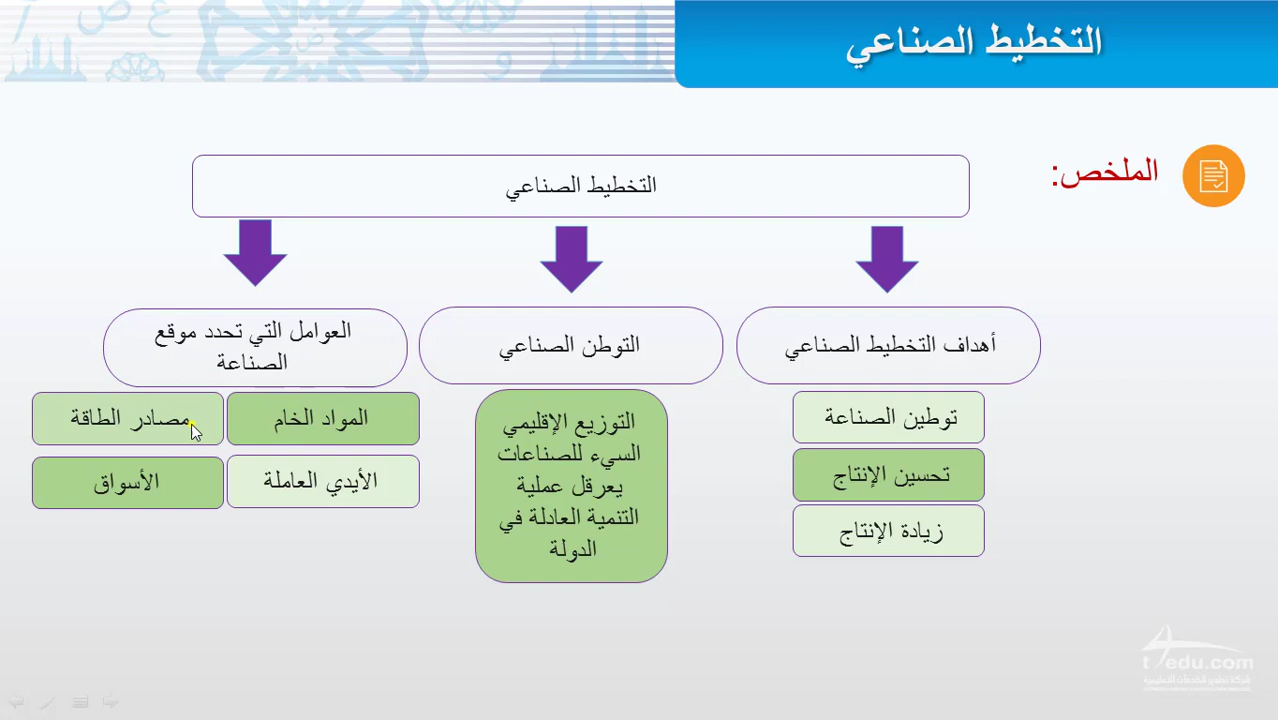 التخطيط الصناعي
الملخص:
التخطيط الصناعي
أهداف التخطيط الصناعي
توطين الصناعة
تحسين الإنتاج
زيادة الإنتاج
التوطن الصناعي
التوزيع الإقليمي
السيء للصناعات
يعرقل عملية
التنمية العادلة في
الدولة
العوامل التي تحدد موقع
الصناعة
المواد الخام
مصادر الطاقة
الأيدي العاملة
الأسواق
t4edu.com
شركة تطوير للخدمات التعليمية